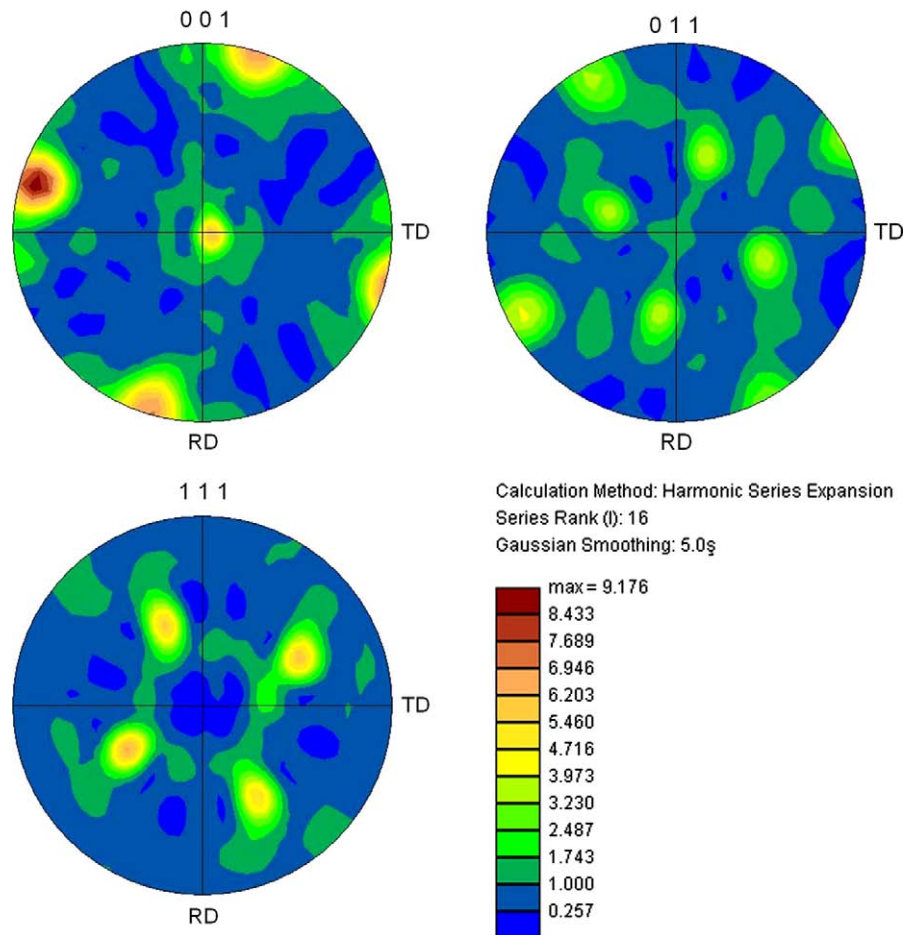 0 0 1
TD
RD
0 1 1
TD
RD
1 1 1
TD
RD
Calculation Method: Harmonic Series Expansion
Series Rank (l): 16
Gaussian Smoothing: 5.0ş
max = 9.176
8.433
7.689
6.946
6.203
5.460
4.716
3.973
3.230
2.487
1.743
1.000
0.257